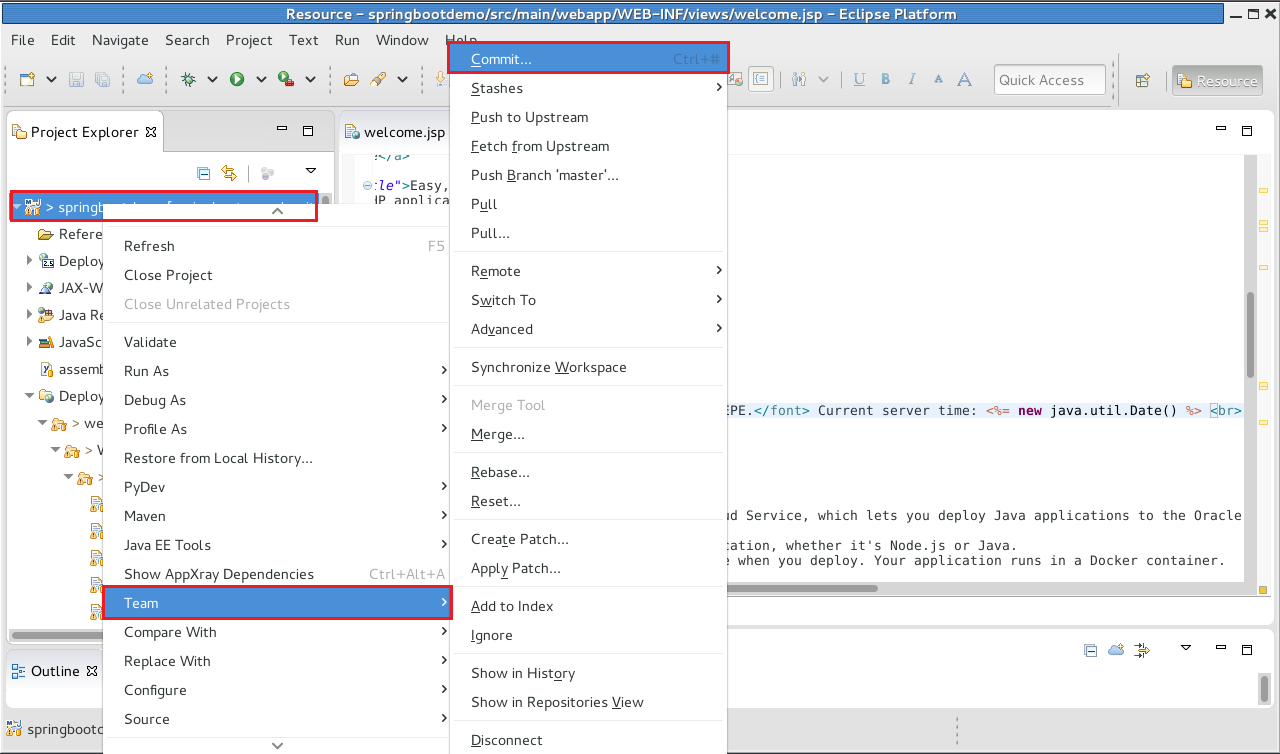 Resource - springbootdemo/src/main/webapp/WEB-INF/views/welcome.jsp - Eclipse Platform
File Edit Navigate Search Project Text Run Window Help
Quick Access
Resource
Project Explorer
> springb
Refere
Deploy
JAX-W
Java Re
JavaSc
assemb
Deploy
> we
>
>
Outline
springbootd
Refresh F5
Close Project
Close Unrelated Projects
Validate
Run As
Debug As
Profile As
Restore from Local History...
PyDev
Maven
Java EE Tools
Show AppXray Dependencies Ctrl+Alt+A
Team
Compare With
Replace With
Configure
Source
Commit... Ctrl+#
Stashes
Push to Upstream
Fetch from Upstream
Push Branch 'master'...
Pull
Pull...
Remote
Switch To
Advanced
Synchronize Workspace
Merge Tool
Merge...
Rebase...
Reset...
Create Patch...
Apply Patch...
Add to Index
Ignore
Show in History
Show in Repositories View
Disconnect
welcome.jsp
</a>
:le">Easy,
HP applica
EPE.</font> Current server time: <%= new java.util.Date() %> <br>
ud Service, which lets you deploy Java applications to the Oracle
cation, whether it's Node.js or Java.
e when you deploy. Your application runs in a Docker container.